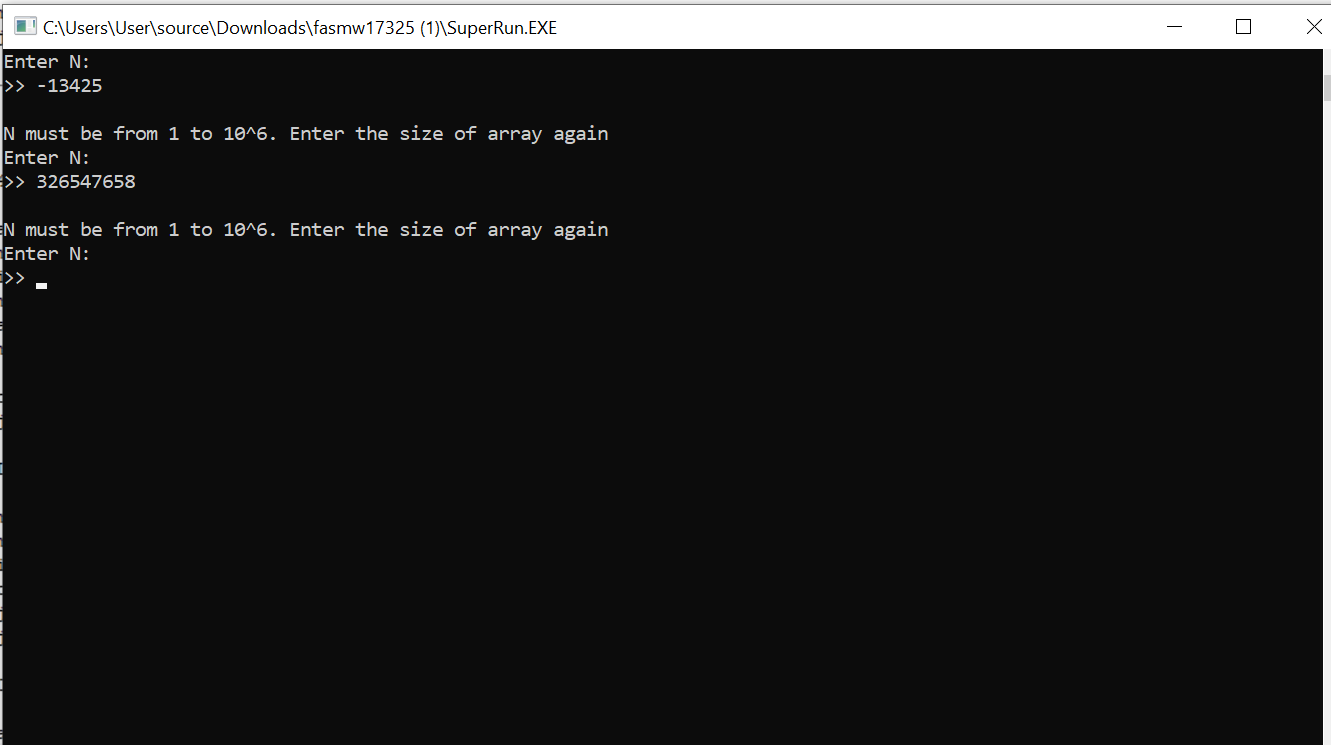 C:\Users\User\source\Downloads\fasmw17325 (1)\SuperRun.EXE
Enter N:
>> -13425
N must be from 1 to 10^6. Enter the size of array again
Enter N:
>> 326547658
N must be from 1 to 10^6. Enter the size of array again
Enter N:
>>